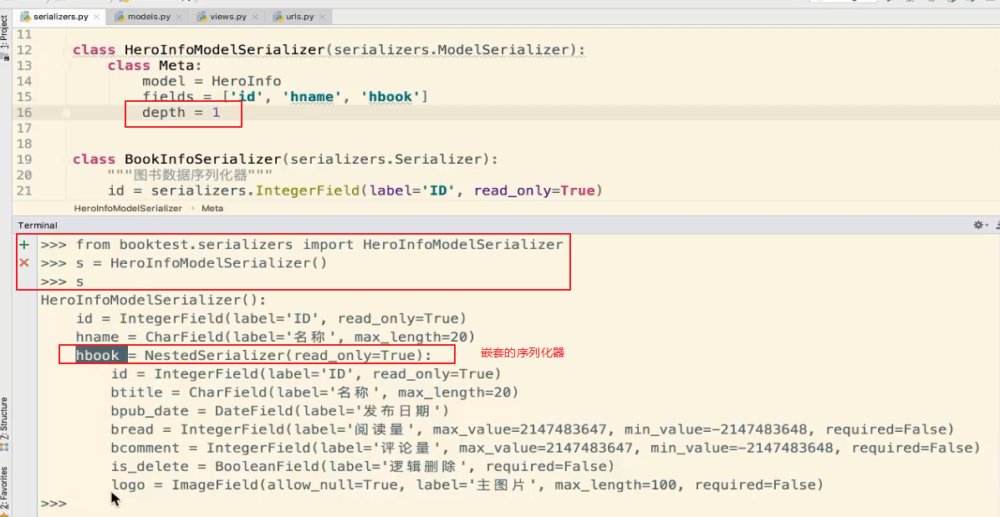 serializers.py × models.py × views.py × urls.py ×
1: Project
11
12 class HeroInfoModelSerializer(serializers.ModelSerializer):
13 class Meta:
14 model = HeroInfo
15 fields = ['id', 'hname', 'hbook']
16 depth = 1
17
18
19 class BookInfoSerializer(serializers.Serializer):
20 """图书数据序列化器"""
21 id = serializers.IntegerField(label='ID', read_only=True)
HeroInfoModelSerializer › Meta
Terminal
>>> from booktest.serializers import HeroInfoModelSerializer
>>> s = HeroInfoModelSerializer()
>>> s
HeroInfoModelSerializer():
id = IntegerField(label='ID', read_only=True)
hname = CharField(label='名称', max_length=20)
hbook = NestedSerializer(read_only=True): 嵌套的序列化器
id = IntegerField(label='ID', read_only=True)
btitle = CharField(label='名称', max_length=20)
bpub_date = DateField(label='发布日期')
bread = IntegerField(label='阅读量', max_value=2147483647, min_value=-2147483648, required=False)
bcomment = IntegerField(label='评论量', max_value=2147483647, min_value=-2147483648, required=False)
is_delete = BooleanField(label='逻辑删除', required=False)
logo = ImageField(allow_null=True, label='主图片', max_length=100, required=False)
>>>
7: Structure
2: Favorites